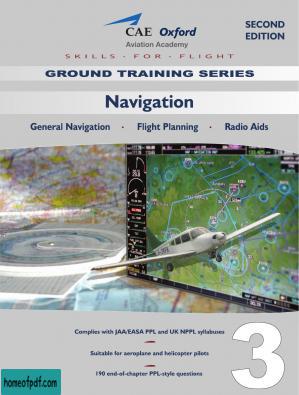 CAE Oxford
Aviation Academy
SECOND
EDITION
SKILLS · FOR · FLIGHT
GROUND TRAINING SERIES
Navigation
General Navigation · Flight Planning · Radio Aids
Complies with JAA/EASA PPL and UK NPPL syllabuses
Suitable for aeroplane and helicopter pilots
190 end-of-chapter PPL-style questions
3
homeofpdf.com